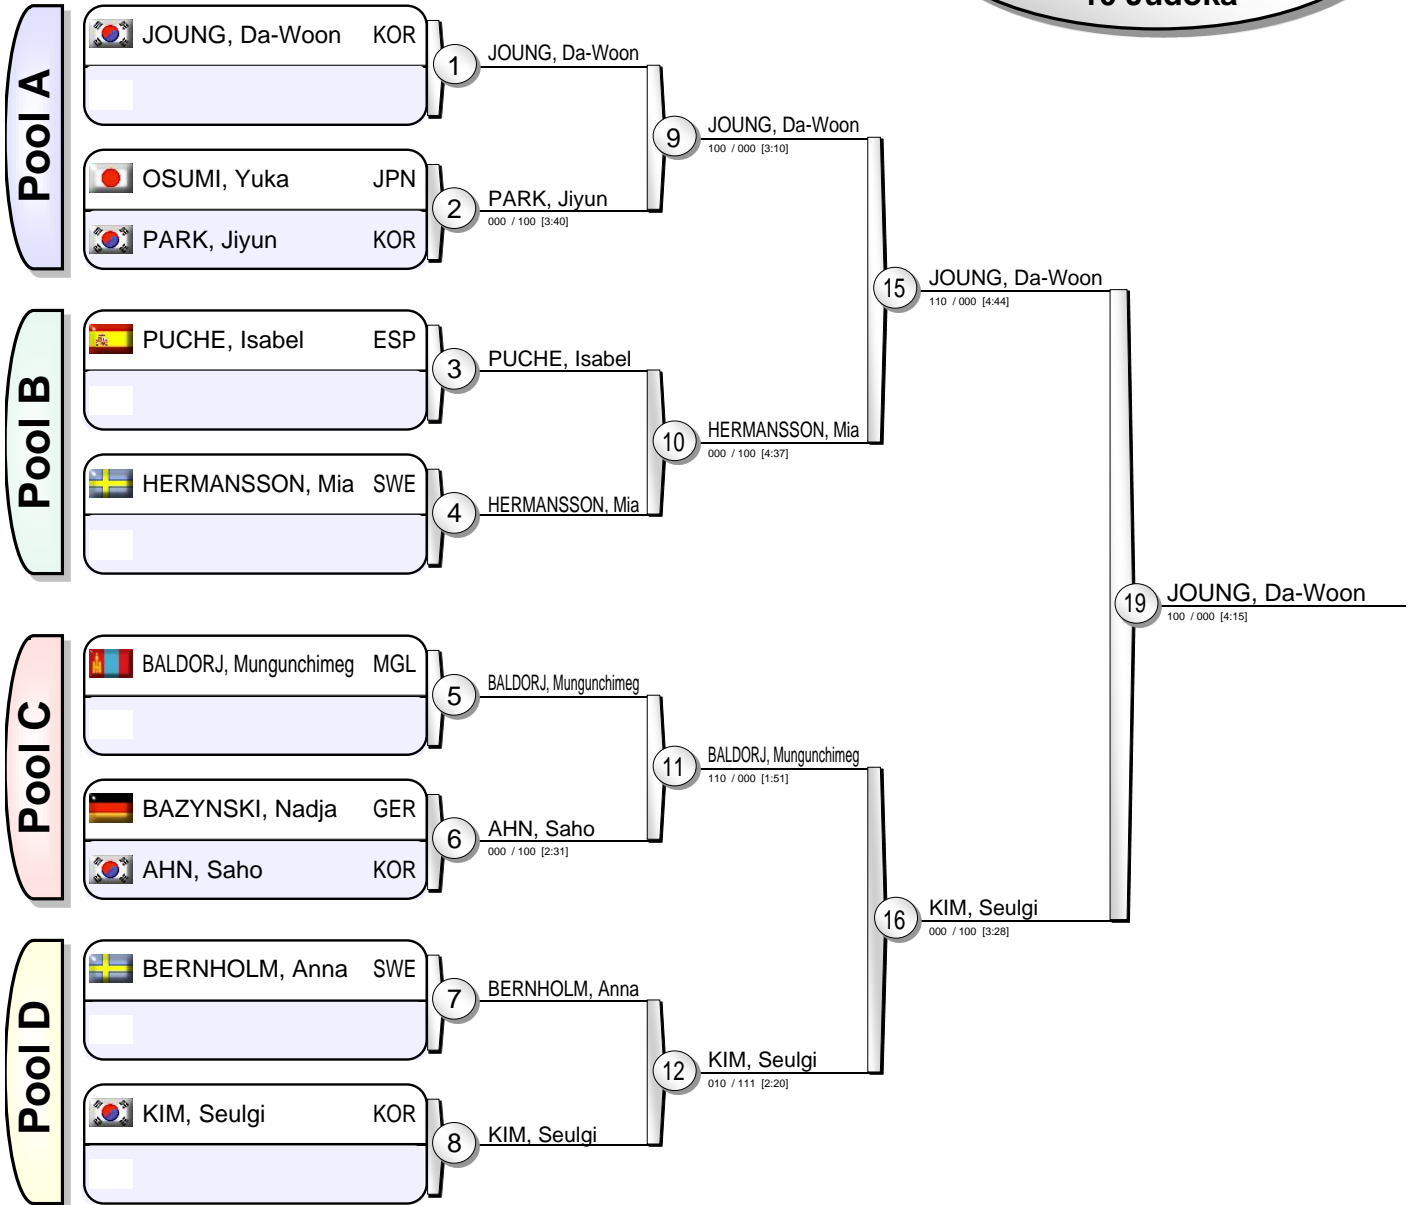 10 Judoka
Pool A
JOUNG, Da-Woon KOR
1
JOUNG, Da-Woon
OSUMI, Yuka JPN
PARK, Jiyun KOR
2
PARK, Jiyun
000 / 100 [3:40]
9
JOUNG, Da-Woon
100 / 000 [3:10]
Pool B
PUCHE, Isabel ESP
3
PUCHE, Isabel
HERMANSSON, Mia SWE
4
HERMANSSON, Mia
10
HERMANSSON, Mia
000 / 100 [4:37]
15
JOUNG, Da-Woon
110 / 000 [4:44]
Pool C
BALDORJ, Mungunchimeg MGL
5
BALDORJ, Mungunchimeg
BAZYNSKI, Nadja GER
AHN, Saho KOR
6
AHN, Saho
000 / 100 [2:31]
11
BALDORJ, Mungunchimeg
110 / 000 [1:51]
Pool D
BERNHOLM, Anna SWE
7
BERNHOLM, Anna
KIM, Seulgi KOR
8
KIM, Seulgi
12
KIM, Seulgi
010 / 111 [2:20]
16
KIM, Seulgi
000 / 100 [3:28]
19
JOUNG, Da-Woon
100 / 000 [4:15]